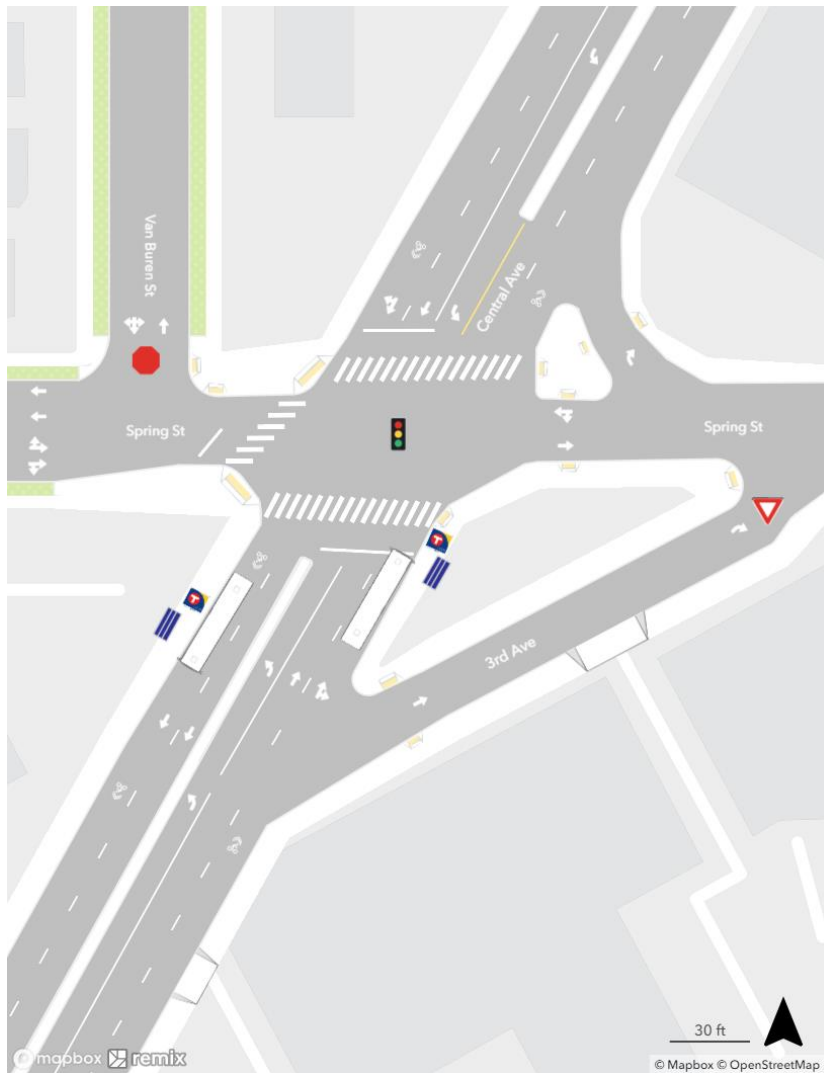 Van Buren St
Central Ave
Spring St
Spring St
T
T
3rd Ave
30 ft
mapbox remix
© Mapbox © OpenStreetMap